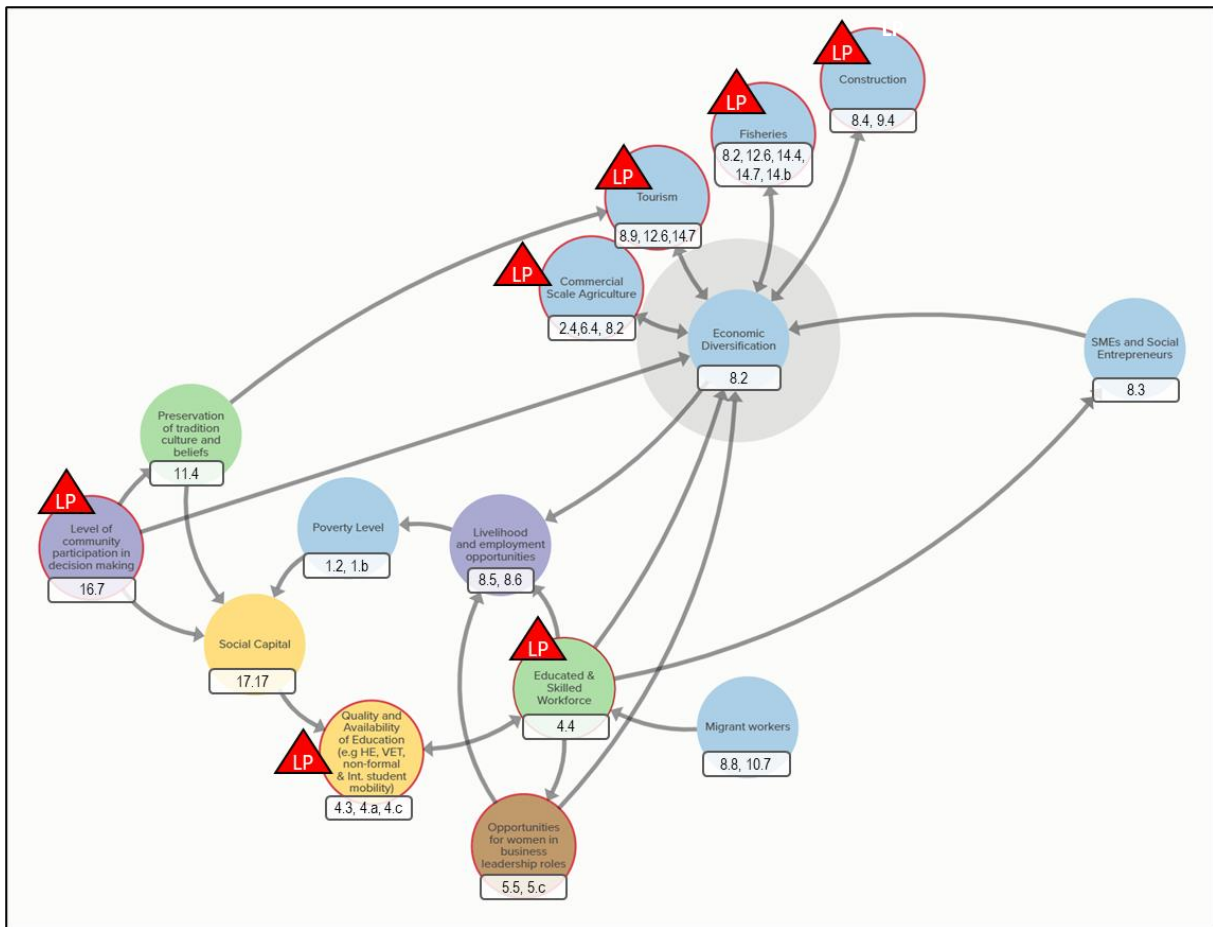 LP
LP
Construction
8.4, 9.4
LP
Fisheries
8.2, 12.6, 14.4,
14.7, 14.b
LP
Tourism
8.9, 12.6,14.7
LP
Commercial
Scale Agriculture
2.4,6.4, 8.2
Economic
Diversification
8.2
SMEs and Social
Entrepreneurs
8.3
Preservation
of tradition
culture and
beliefs
11.4
LP
Level of
community
participation in
decision making
16.7
Poverty Level
1.2, 1.b
Livelihood
and employment
opportunities
8.5, 8.6
Social Capital
17.17
LP
Educated &
Skilled
Workforce
4.4
Migrant workers
8.8, 10.7
LP
Quality and
Availability
of Education
(e.g HE, VET,
non-formal
& Int. student
mobility)
4.3, 4.a, 4.c
Opportunities
for women in
business
leadership roles
5.5, 5.c